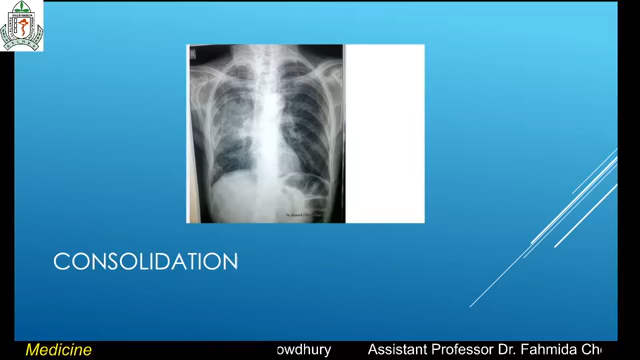 CONSOLIDATION
Medicine
owdhury Assistant Professor Dr. Fahmida Ch